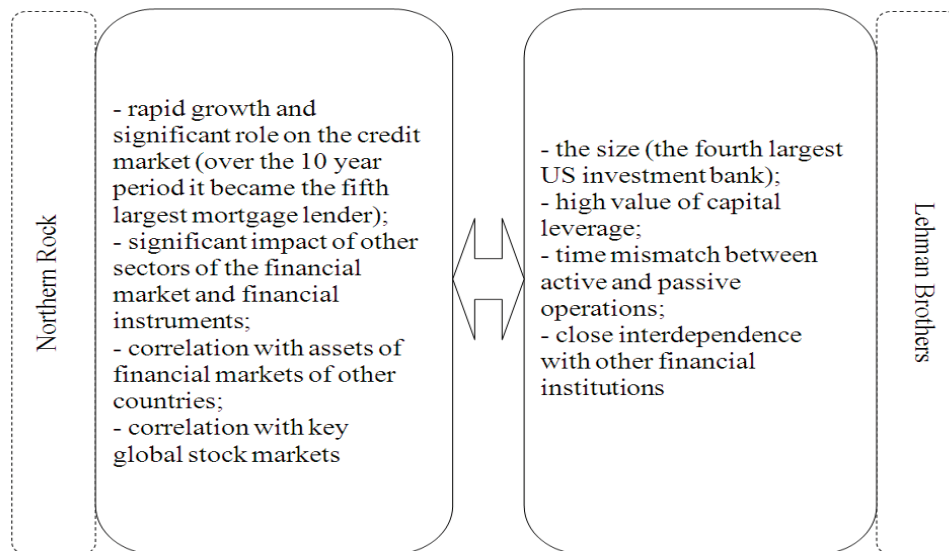 Northern Rock
- rapid growth and
significant role on the credit
market (over the 10 year
period it became the fifth
largest mortgage lender);
- significant impact of other
sectors of the financial
market and financial
instruments;
- correlation with assets of
financial markets of other
countries;
- correlation with key
global stock markets
- the size (the fourth largest
US investment bank);
- high value of capital
leverage;
- time mismatch between
active and passive
operations;
- close interdependence
with other financial
institutions
Lehman Brothers